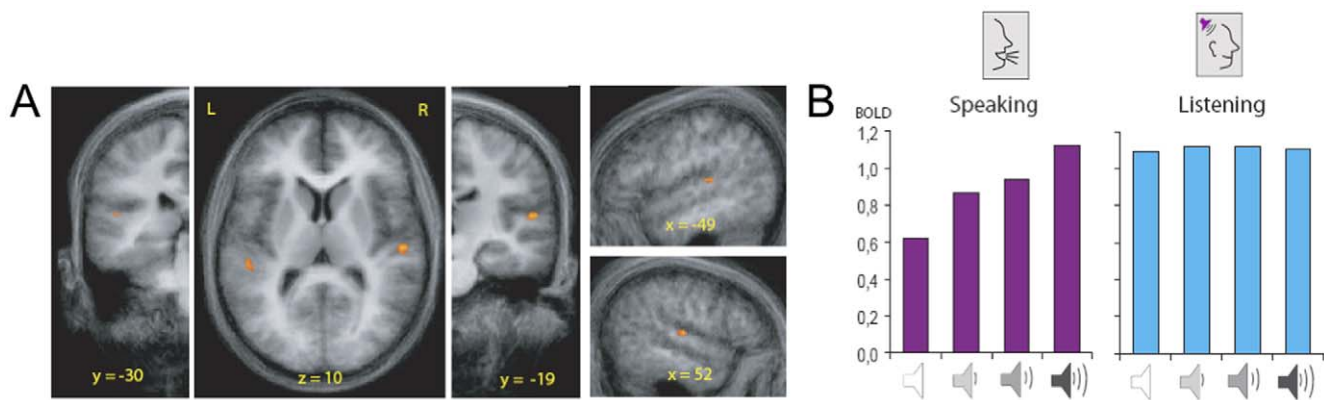 A
L
R
y = -30
z = 10
y = -19
x = -49
x = 52
B
Speaking
Listening
BOLD
1,2
1,0
0,8
0,6
0,4
0,2
0,0